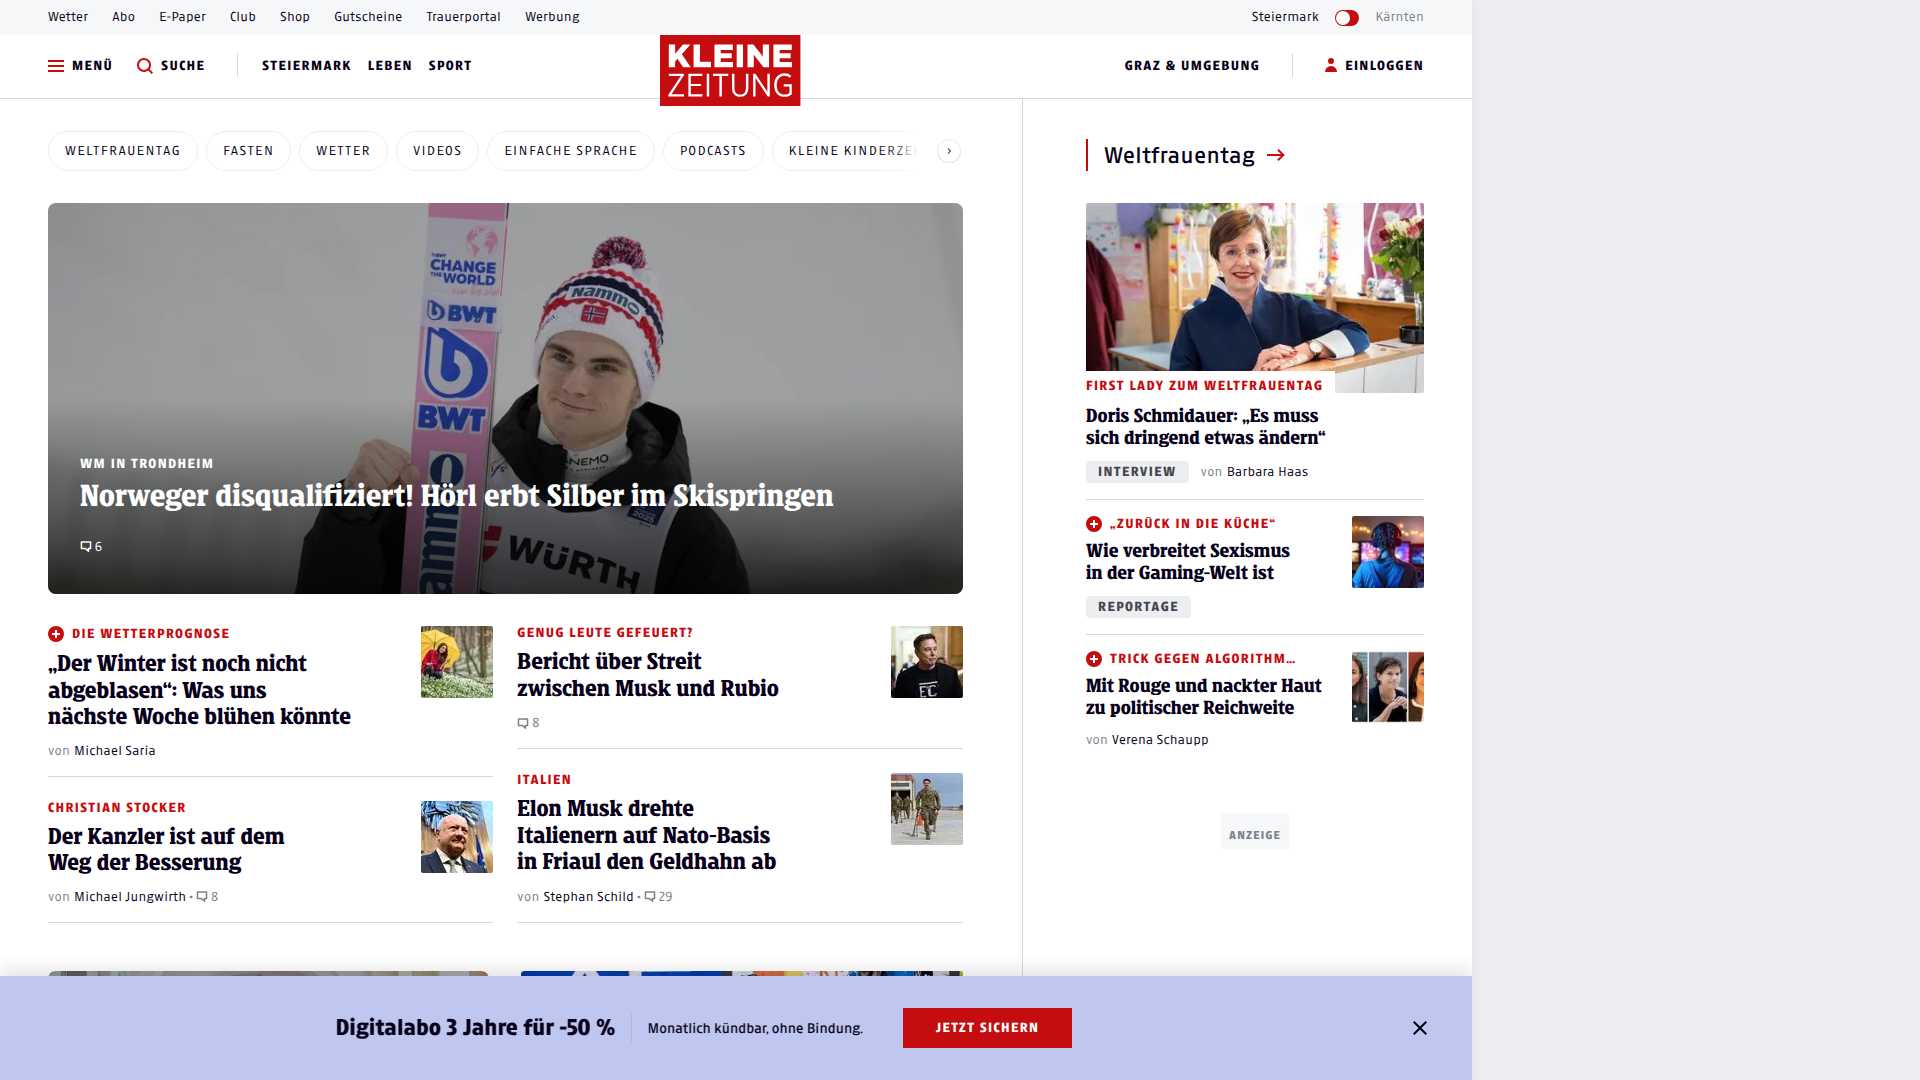 Wetter Abo E-Paper Club Shop Gutscheine Trauerportal Werbung Steiermark Kärnten
MENÜ SUCHE STEIERMARK LEBEN SPORT KLEINE ZEITUNG GRAZ & UMGEBUNG EINLOGGEN
WELTFRAUENTAG FASTEN WETTER VIDEOS EINFACHE SPRACHE PODCASTS KLEINE
CHANGE
THE WORLD
BWT
BWT
Nammo
NEMO
WÜRTH
WM IN TRONDHEIM
Norweger disqualifiziert! Hörl erbt Silber im Skispringen
6
DIE WETTERPROGNOSE
„Der Winter ist noch nicht
abgeblasen“: Was uns
nächste Woche blühen könnte
von Michael Saria
CHRISTIAN STOCKER
Der Kanzler ist auf dem
Weg der Besserung
von Michael Jungwirth • 8
GENUG LEUTE GEFEUERT?
Bericht über Streit
zwischen Musk und Rubio
8
ITALIEN
Elon Musk drehte
Italienern auf Nato-Basis
in Friaul den Geldhahn ab
von Stephan Schild • 29
Weltfrauentag
FIRST LADY ZUM WELTFRAUENTAG
Doris Schmidauer: „Es muss
sich dringend etwas ändern“
INTERVIEW von Barbara Haas
„ZURÜCK IN DIE KÜCHE“
Wie verbreitet Sexismus
in der Gaming-Welt ist
REPORTAGE
TRICK GEGEN ALGORITHM…
Mit Rouge und nackter Haut
zu politischer Reichweite
von Verena Schaupp
ANZEIGE
Digitalabo 3 Jahre für -50 % Monatlich kündbar, ohne Bindung. JETZT SICHERN